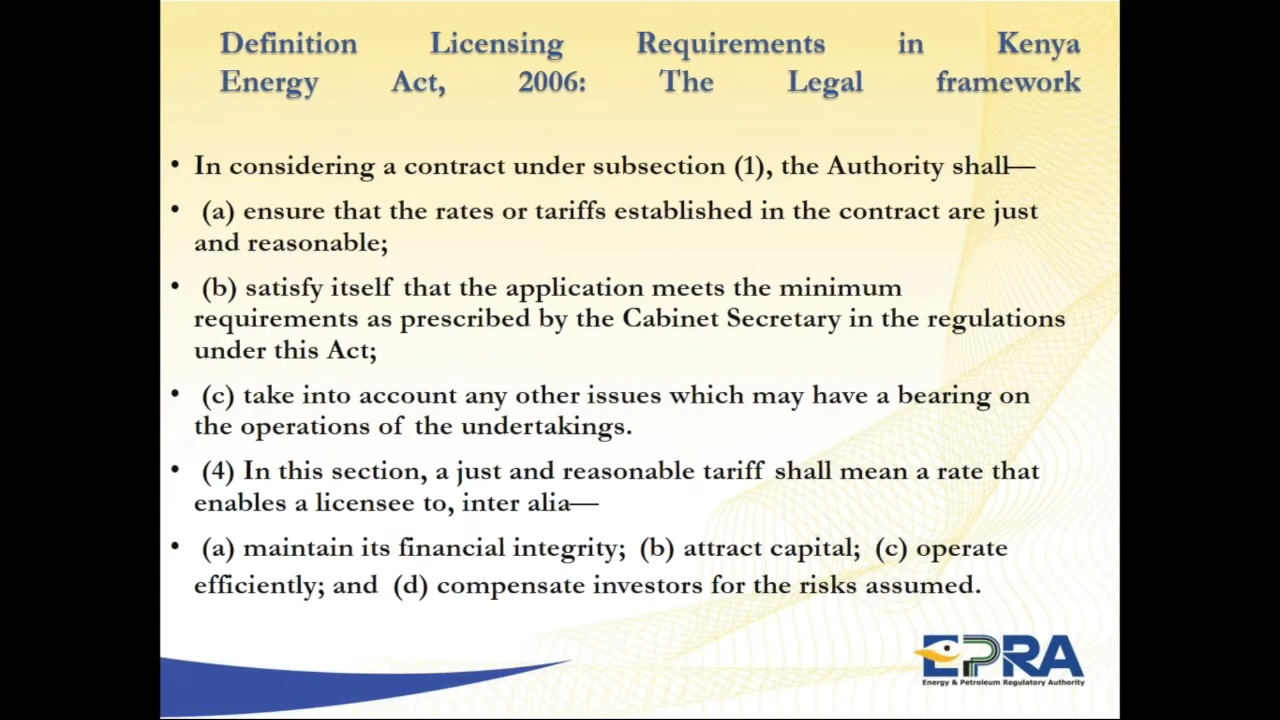 Definition Licensing Requirements in Kenya
Energy Act, 2006: The Legal framework
• In considering a contract under subsection (1), the Authority shall—
• (a) ensure that the rates or tariffs established in the contract are just
and reasonable;
• (b) satisfy itself that the application meets the minimum
requirements as prescribed by the Cabinet Secretary in the regulations
under this Act;
• (c) take into account any other issues which may have a bearing on
the operations of the undertakings.
• (4) In this section, a just and reasonable tariff shall mean a rate that
enables a licensee to, inter alia—
• (a) maintain its financial integrity; (b) attract capital; (c) operate
efficiently; and (d) compensate investors for the risks assumed.
EPRA
Energy & Petroleum Regulatory Authority